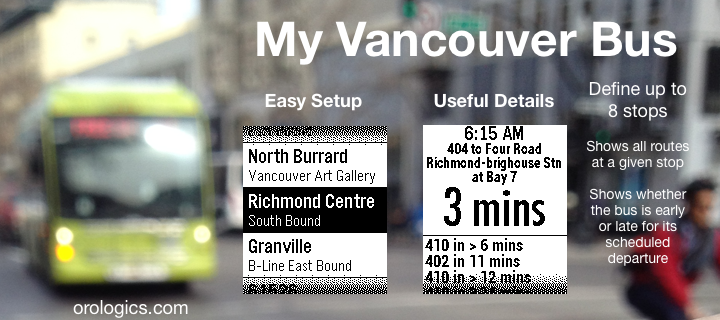 My Vancouver Bus
Easy Setup
North Burrard
Vancouver Art Gallery
Richmond Centre
South Bound
Granville
B-Line East Bound
Useful Details
6:15 AM
404 to Four Road
Richmond-brighouse Stn
at Bay 7
3 mins
410 in > 6 mins
402 in 11 mins
410 in > 12 mins
Define up to
8 stops
Shows all routes
at a given stop
Shows whether
the bus is early
or late for its
scheduled
departure
orologics.com